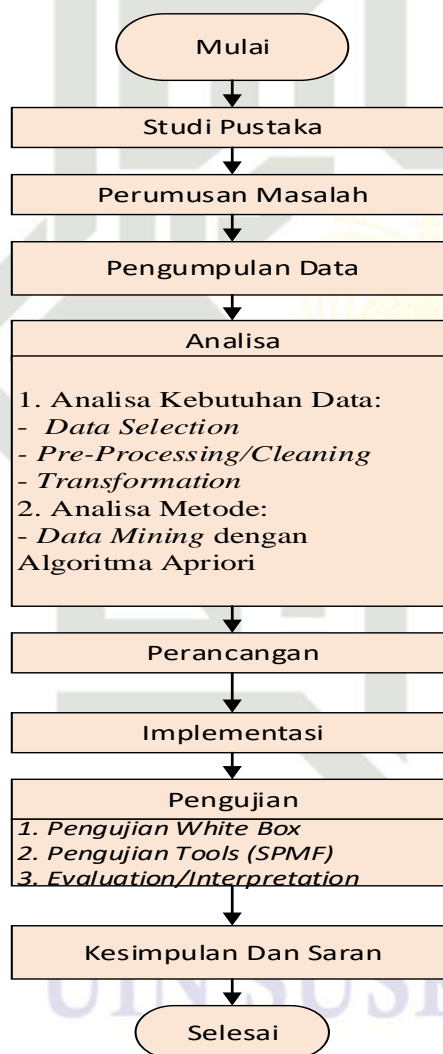 Mulai
Studi Pustaka
Perumusan Masalah
Pengumpulan Data
Analisa
1. Analisa Kebutuhan Data:
- Data Selection
- Pre-Processing/Cleaning
- Transformation
2. Analisa Metode:
- Data Mining dengan
Algoritma Apriori
Perancangan
Implementasi
Pengujian
1. Pengujian White Box
2. Pengujian Tools (SPMF)
3. Evaluation/Interpretation
Kesimpulan Dan Saran
UIN SUS
Selesai